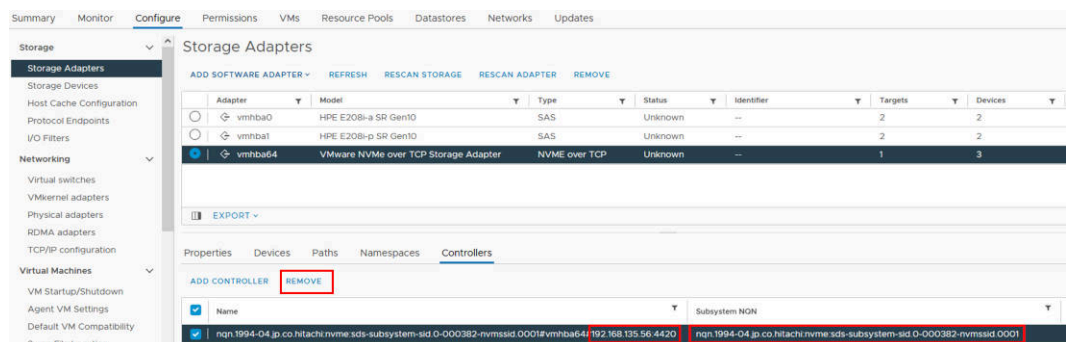 Summary Monitor Configure Permissions VMs Resource Pools Datastores Networks Updates
Storage
Storage Adapters
Storage Devices
Host Cache Configuration
Protocol Endpoints
I/O Filters
Networking
Virtual switches
VMkernel adapters
Physical adapters
RDMA adapters
TCP/IP configuration
Virtual Machines
VM Startup/Shutdown
Agent VM Settings
Default VM Compatibility
Storage Adapters
ADD SOFTWARE ADAPTER REFRESH RESCAN STORAGE RESCAN ADAPTER REMOVE
Adapter Model Type Status Identifier Targets Devices
vmhba0 HPE E208i-a SR Gen10 SAS Unknown -- 2 2
vmhba1 HPE E208i-p SR Gen10 SAS Unknown -- 2 2
vmhba64 VMware NVMe over TCP Storage Adapter NVME over TCP Unknown -- 1 3
EXPORT
Properties Devices Paths Namespaces Controllers
ADD CONTROLLER REMOVE
Name Subsystem NQN
nqn.1994-04.jp.co.hitachi:nvme:sds-subsystem-sid.0-000382-nvmssid.0001#vmhba64#192.168.135.56:4420 nqn.1994-04.jp.co.hitachi:nvme:sds-subsystem-sid.0-000382-nvmssid.0001